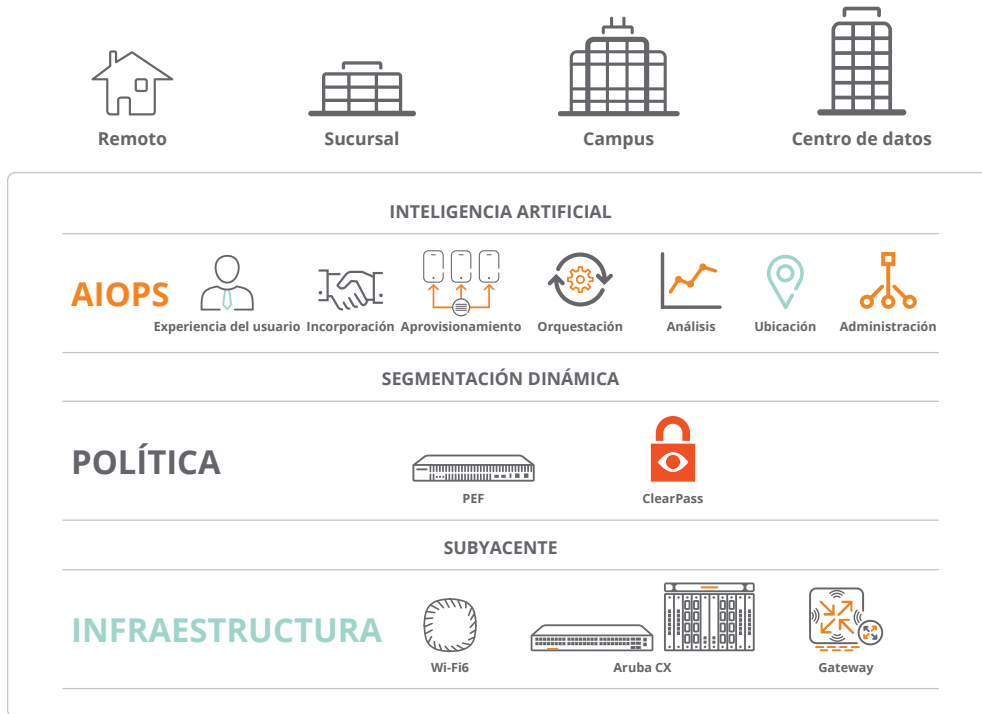 Remoto
Sucursal
Campus
Centro de datos
INTELIGENCIA ARTIFICIAL
AIOPS
Experiencia del usuario
Incorporación
Aprovisionamiento
Orquestación
Análisis
Ubicación
Administración
SEGMENTACIÓN DINÁMICA
POLÍTICA
PEF
ClearPass
SUBYACENTE
INFRAESTRUCTURA
Wi-Fi6
Aruba CX
Gateway